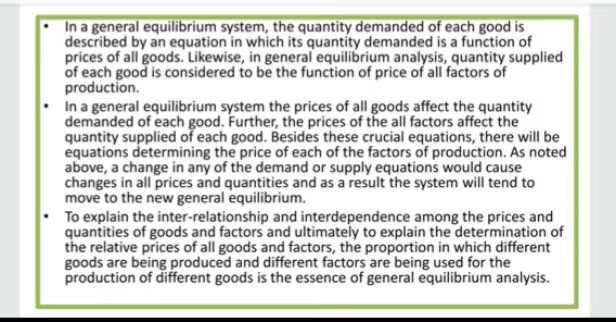 • In a general equilibrium system, the quantity demanded of each good is
described by an equation in which its quantity demanded is a function of
prices of all goods. Likewise, in general equilibrium analysis, quantity supplied
of each good is considered to be the function of price of all factors of
production.
• In a general equilibrium system the prices of all goods affect the quantity
demanded of each good. Further, the prices of the all factors affect the
quantity supplied of each good. Besides these crucial equations, there will be
equations determining the price of each of the factors of production. As noted
above, a change in any of the demand or supply equations would cause
changes in all prices and quantities and as a result the system will tend to
move to the new general equilibrium.
• To explain the inter-relationship and interdependence among the prices and
quantities of goods and factors and ultimately to explain the determination of
the relative prices of all goods and factors, the proportion in which different
goods are being produced and different factors are being used for the
production of different goods is the essence of general equilibrium analysis.